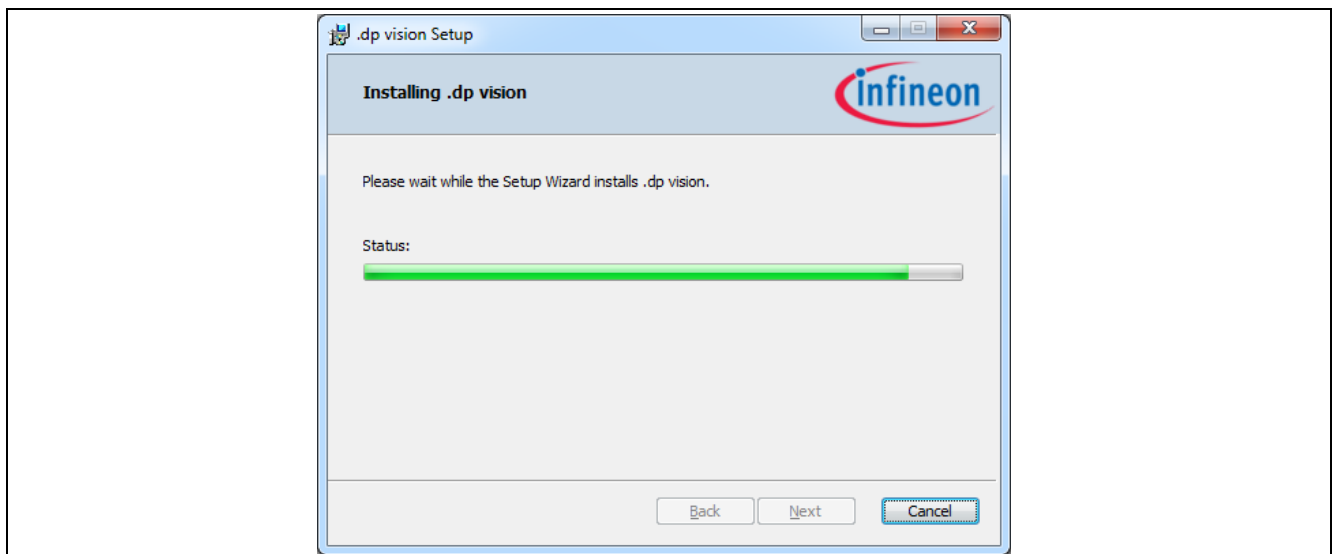 .dp vision Setup
Installing .dp vision
infineon
Please wait while the Setup Wizard installs .dp vision.
Status:
Back
Next
Cancel